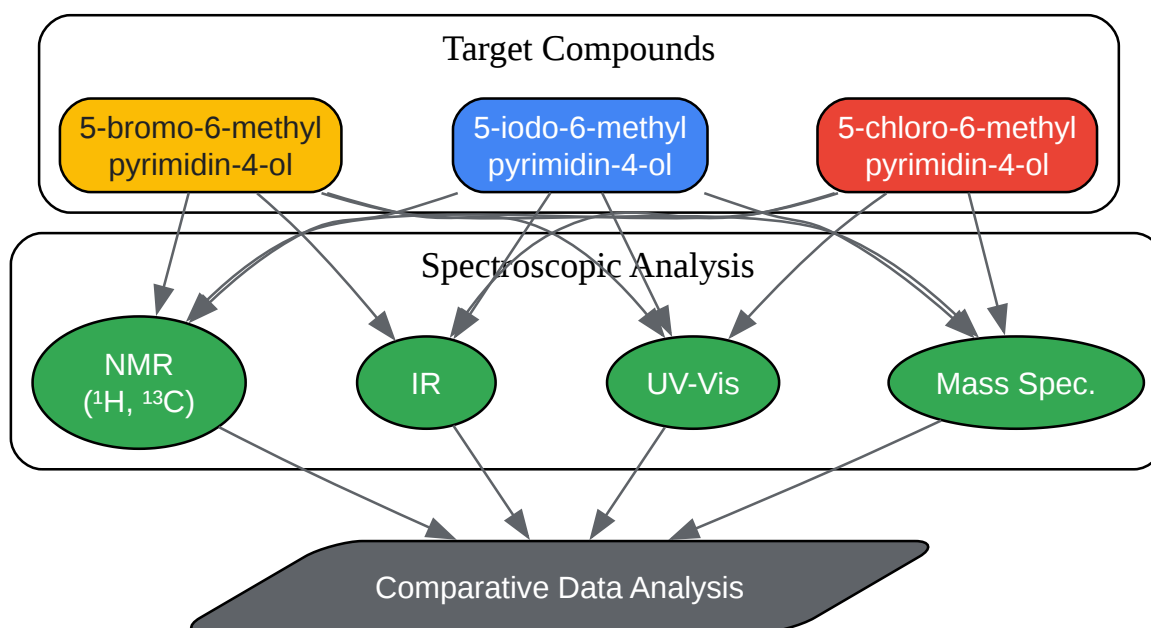 Target Compounds
5-bromo-6-methyl
pyrimidin-4-ol
5-iodo-6-methyl
pyrimidin-4-ol
5-chloro-6-methyl
pyrimidin-4-ol
Spectroscopic Analysis
NMR
(¹H, ¹³C)
IR
UV-Vis
Mass Spec.
Comparative Data Analysis